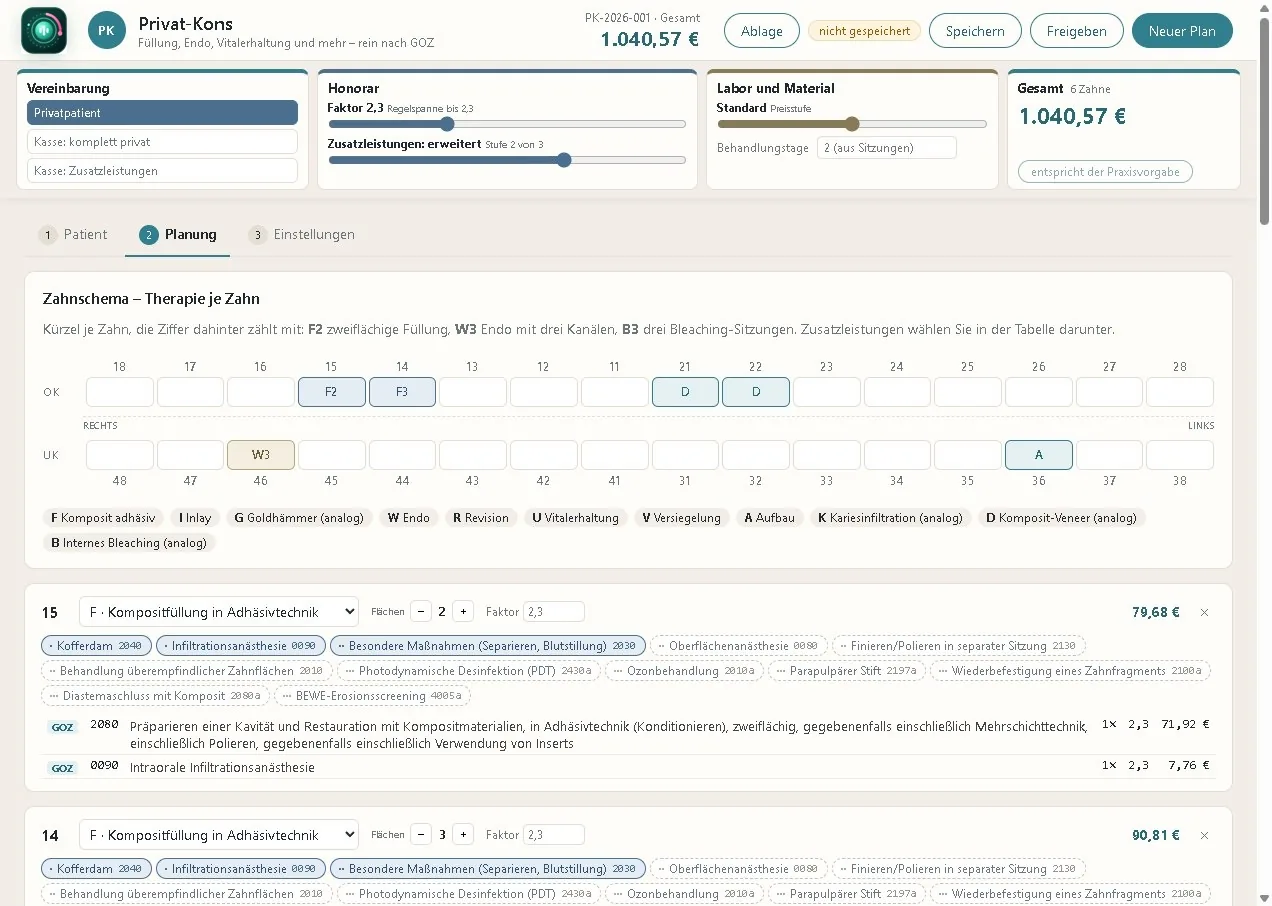 PK
Privat-Kons
Füllung, Endo, Vitalerhaltung und mehr – rein nach GOZ
PK-2026-001 · Gesamt
1.040,57 €
Ablage
nicht gespeichert
Speichern
Freigeben
Neuer Plan
Vereinbarung
Privatpatient
Kasse: komplett privat
Kasse: Zusatzleistungen
Honorar
Faktor 2,3 Regelspanne bis 2,3
Zusatzleistungen: erweitert Stufe 2 von 3
Labor und Material
Standard Preisstufe
Behandlungstage 2 (aus Sitzungen)
Gesamt 6 Zähne
1.040,57 €
entspricht der Praxisvorgabe
1 Patient
2 Planung
3 Einstellungen
Zahnschema – Therapie je Zahn
Kürzel je Zahn, die Ziffer dahinter zählt mit: F2 zweiflächige Füllung, W3 Endo mit drei Kanälen, B3 drei Bleaching-Sitzungen. Zusatzleistungen wählen Sie in der Tabelle darunter.
18 17 16 15 14 13 12 11 21 22 23 24 25 26 27 28
OK F2 F3 D D
RECHTS LINKS
UK W3 A
48 47 46 45 44 43 42 41 31 32 33 34 35 36 37 38
F Komposit adhäsiv I Inlay G Goldhämmer (analog) W Endo R Revision U Vitalerhaltung V Versiegelung A Aufbau K Kariesinfiltration (analog) D Komposit-Veneer (analog)
B Internes Bleaching (analog)
15 F · Kompositfüllung in Adhäsivtechnik Flächen − 2 + Faktor 2,3 79,68 € ×
· Kofferdam 2040 · Infiltrationsanästhesie 0090 ·· Besondere Maßnahmen (Separieren, Blutstillung) 2030 ·· Oberflächenanästhesie 0080 ·· Finieren/Polieren in separater Sitzung 2130
··· Behandlung überempfindlicher Zahnflächen 2010 ··· Photodynamische Desinfektion (PDT) 2430a ··· Ozonbehandlung 2010a ··· Parapulpärer Stift 2197a ··· Wiederbefestigung eines Zahnfragments 2100a
··· Diastemaschluss mit Komposit 2080a ··· BEWE-Erosionsscreening 4005a
GOZ 2080 Präparieren einer Kavität und Restauration mit Kompositmaterialien, in Adhäsivtechnik (Konditionieren), zweiflächig, gegebenenfalls einschließlich Mehrschichttechnik, 1× 2,3 71,92 €
einschließlich Polieren, gegebenenfalls einschließlich Verwendung von Inserts
GOZ 0090 Intraorale Infiltrationsanästhesie 1× 2,3 7,76 €
14 F · Kompositfüllung in Adhäsivtechnik Flächen − 3 + Faktor 2,3 90,81 € ×
· Kofferdam 2040 · Infiltrationsanästhesie 0090 ·· Besondere Maßnahmen (Separieren, Blutstillung) 2030 ·· Oberflächenanästhesie 0080 ·· Finieren/Polieren in separater Sitzung 2130
··· Behandlung überempfindlicher Zahnflächen 2010 ··· Photodynamische Desinfektion (PDT) 2430a ··· Ozonbehandlung 2010a ··· Parapulpärer Stift 2197a ··· Wiederbefestigung eines Zahnfragments 2100a